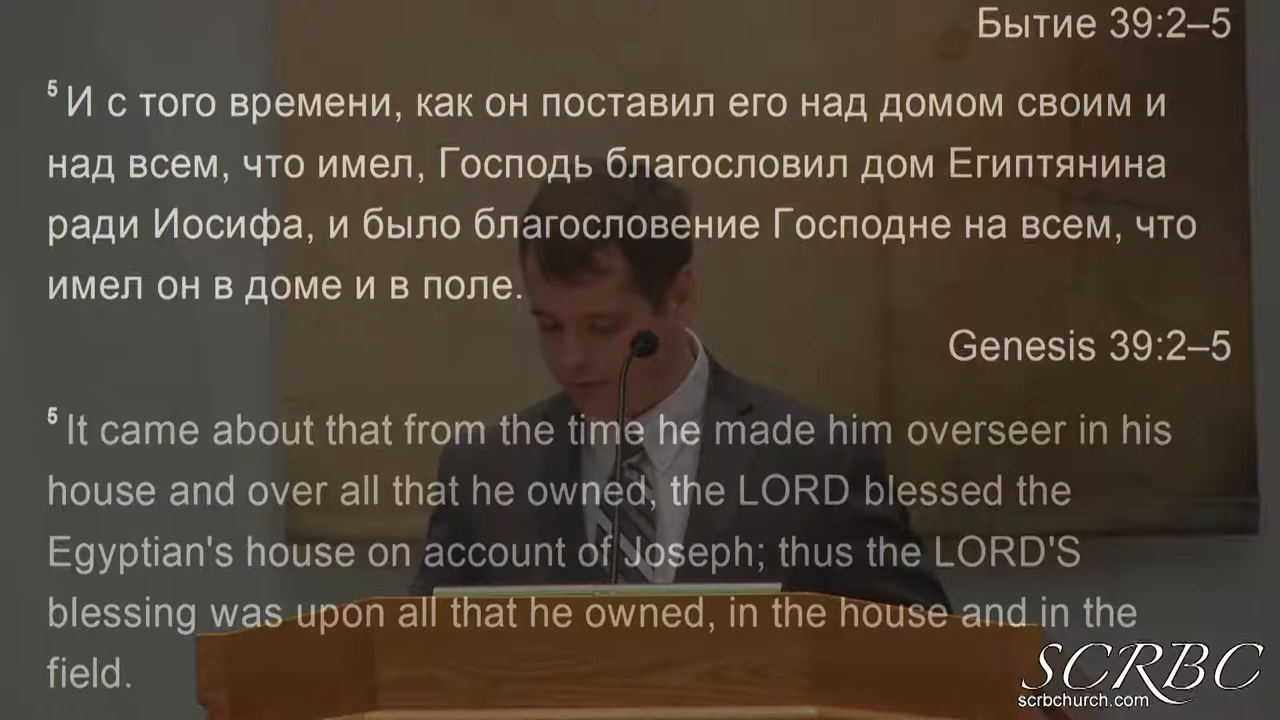 Бытие 39:2–5
⁵ И с того времени, как он поставил его над домом своим и
над всем, что имел, Господь благословил дом Египтянина
ради Иосифа, и было благословение Господне на всем, что
имел он в доме и в поле.
Genesis 39:2–5
⁵ It came about that from the time he made him overseer in his
house and over all that he owned, the LORD blessed the
Egyptian's house on account of Joseph; thus the LORD'S
blessing was upon all that he owned, in the house and in the
field.
SCRBC
scrbchurch.com